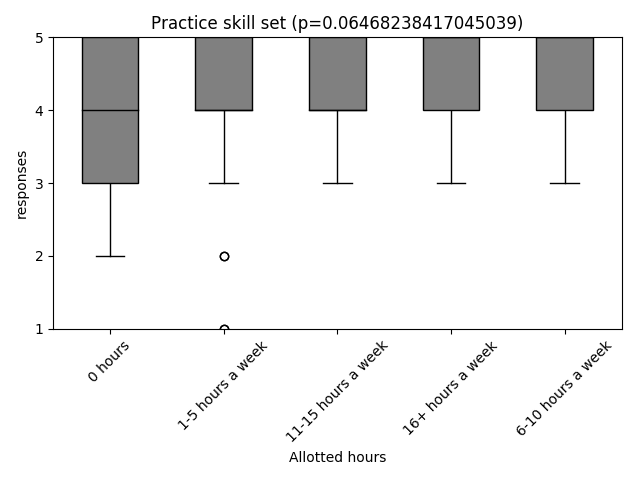 Practice skill set (p=0.06468238417045039)
5
4
3
2
1
responses
0 hours
1-5 hours a week
11-15 hours a week
16+ hours a week
6-10 hours a week
Allotted hours